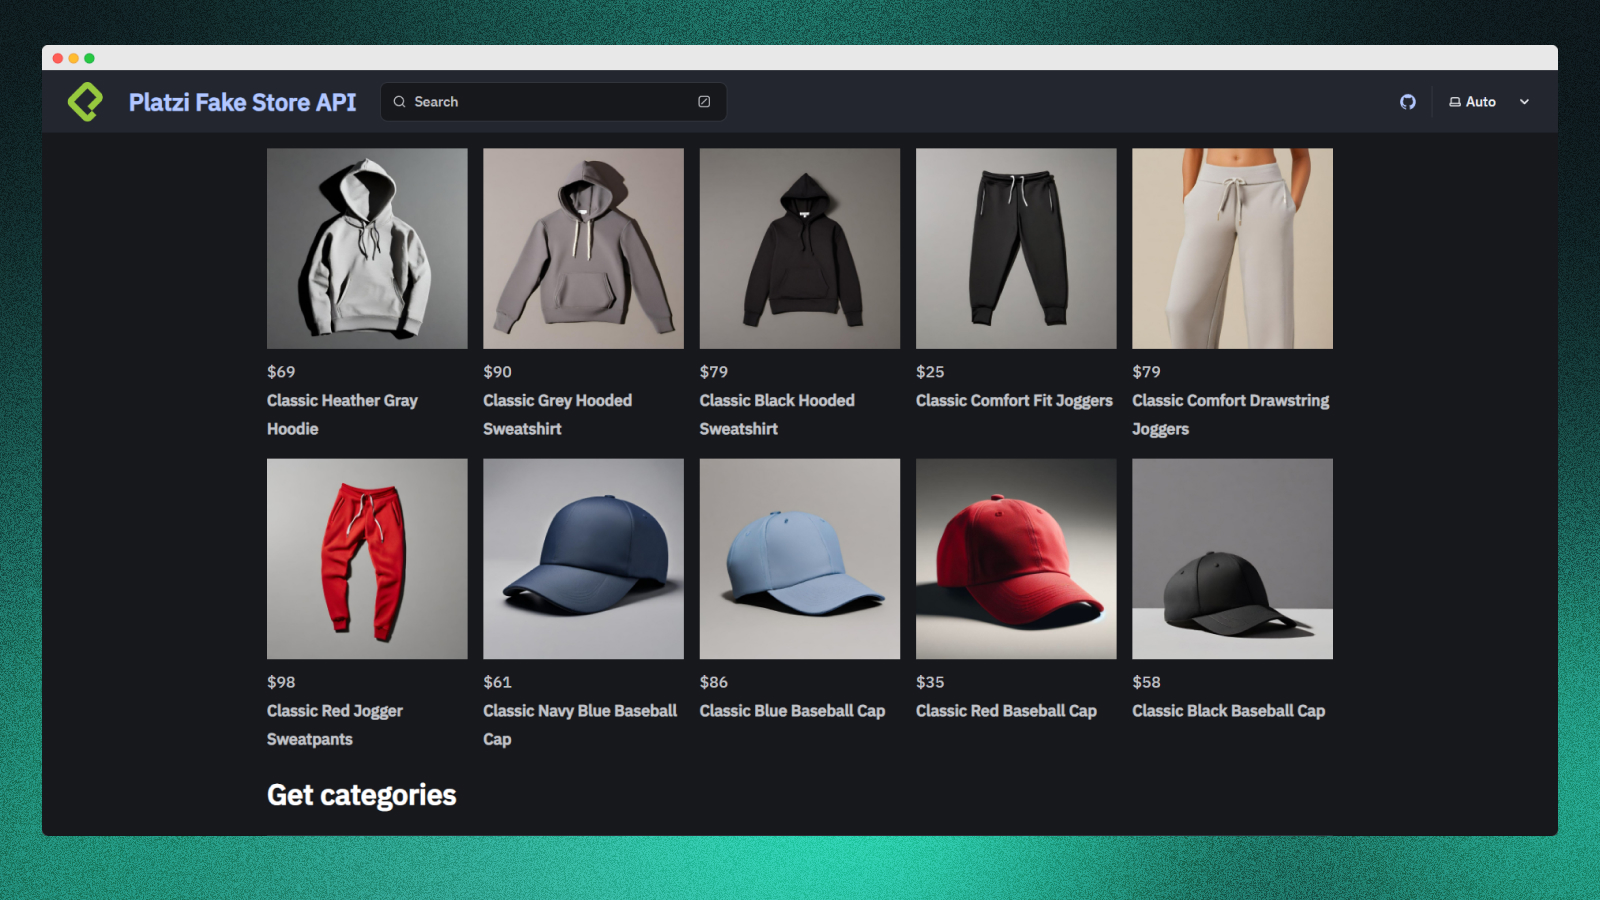 Platzi Fake Store API
Search
Auto
$69
Classic Heather Gray
Hoodie
$90
Classic Grey Hooded
Sweatshirt
$79
Classic Black Hooded
Sweatshirt
$25
Classic Comfort Fit Joggers
$79
Classic Comfort Drawstring
Joggers
$98
Classic Red Jogger
Sweatpants
$61
Classic Navy Blue Baseball
Cap
$86
Classic Blue Baseball Cap
$35
Classic Red Baseball Cap
$58
Classic Black Baseball Cap
Get categories